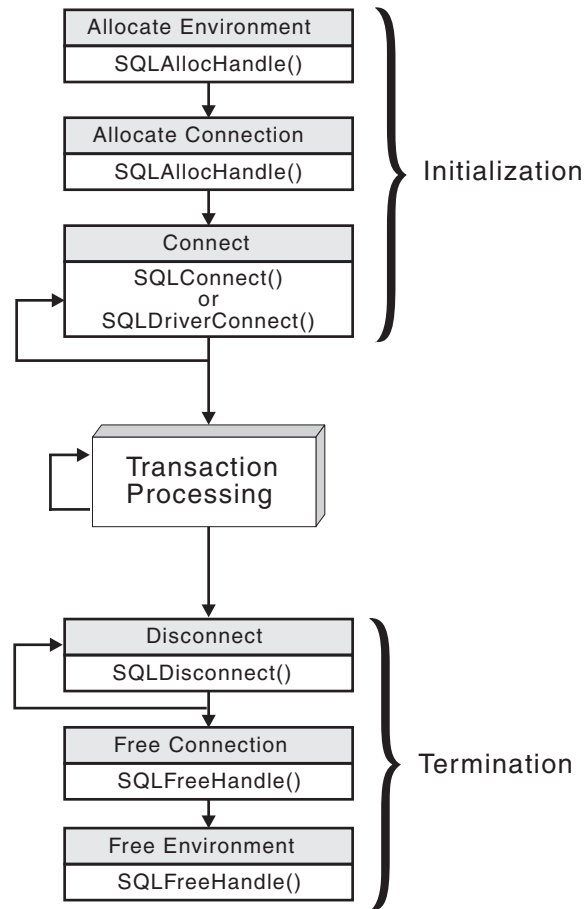 Allocate Environment
SQLAllocHandle()
Allocate Connection
SQLAllocHandle()
Initialization
Connect
SQLConnect()
or
SQLDriverConnect()
Transaction
Processing
Disconnect
SQLDisconnect()
Free Connection
Termination
SQLFreeHandle()
Free Environment
SQLFreeHandle()